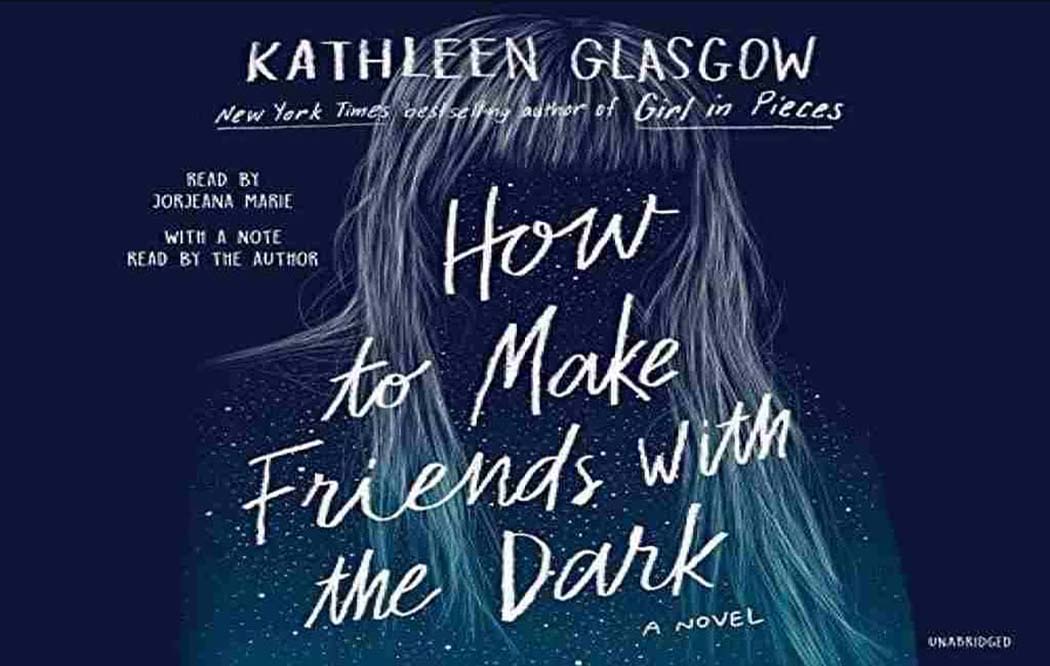 KATHLEEN GLASGOW
New York Times bestselling author of Girl in Pieces
READ BY
JORJEANA MARIE
WITH A NOTE
READ BY THE AUTHOR
How
to Make
Friends with
the Dark
A NOVEL
UNABRIDGED